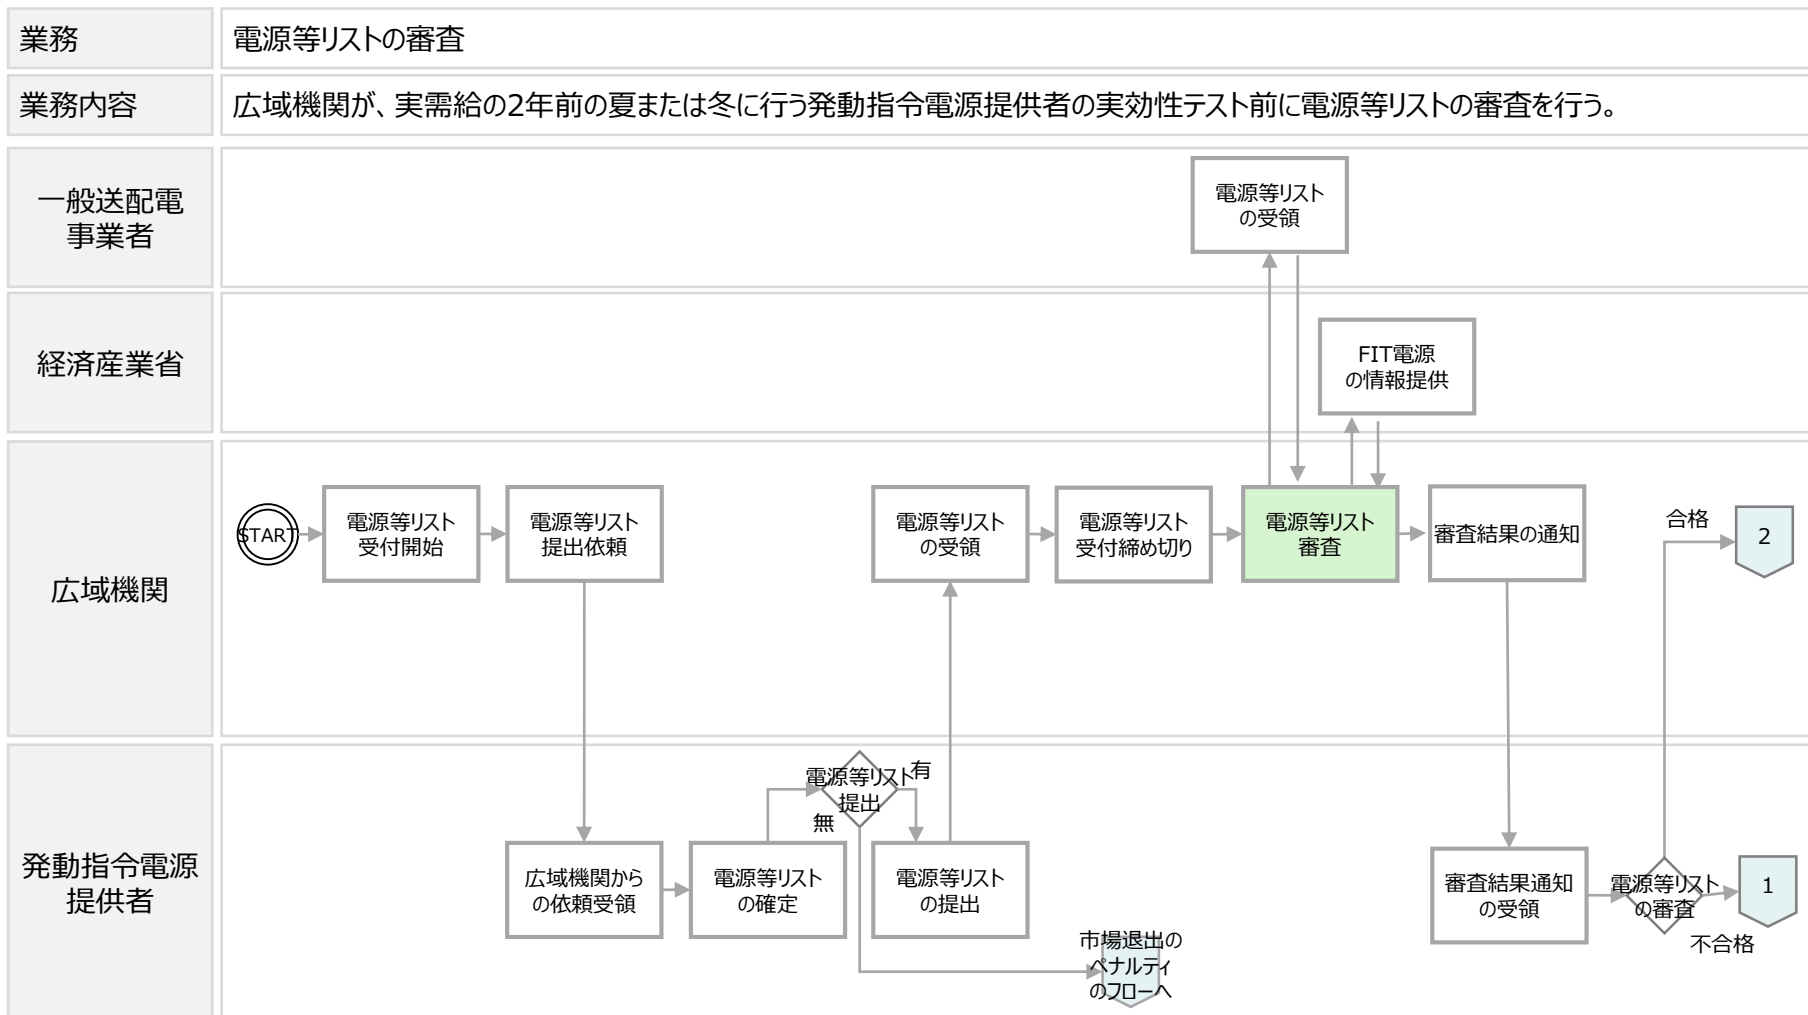 業務
電源等リストの審査
業務内容
広域機関が、実需給の2年前の夏または冬に行う発動指令電源提供者の実効性テスト前に電源等リストの審査を行う。
一般送配電
事業者
電源等リスト
の受領
経済産業省
FIT電源
の情報提供
広域機関
START
電源等リスト
受付開始
電源等リスト
提出依頼
電源等リスト
の受領
電源等リスト
受付締め切り
電源等リスト
審査
審査結果の通知
合格
2
発動指令電源
提供者
広域機関から
の依頼受領
電源等リスト
の確定
電源等リスト
提出
有
無
電源等リスト
の提出
市場退出の
ペナルティ
のフローへ
審査結果通知
の受領
電源等リスト
の審査
1
不合格